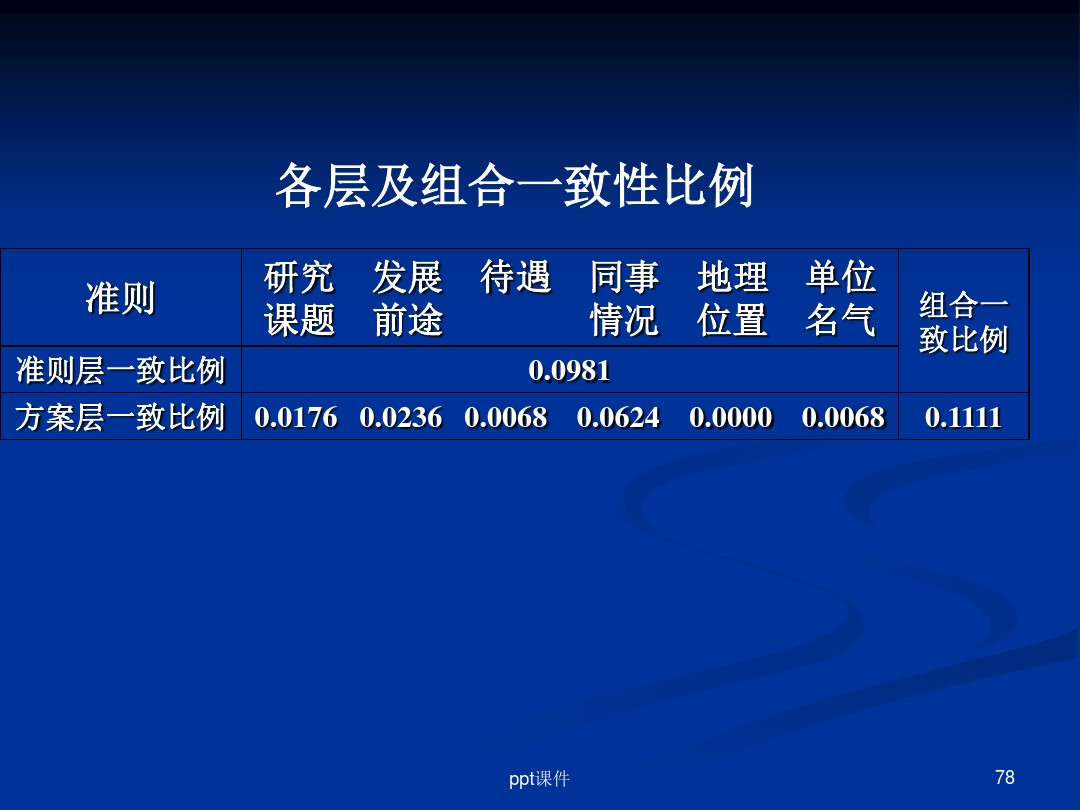 各层及组合一致性比例
准则 研究 发展 待遇 同事 地理 单位 组合一
课题 前途 情况 位置 名气 致比例
准则层一致比例 0.0981
方案层一致比例 0.0176 0.0236 0.0068 0.0624 0.0000 0.0068 0.1111
ppt课件 78